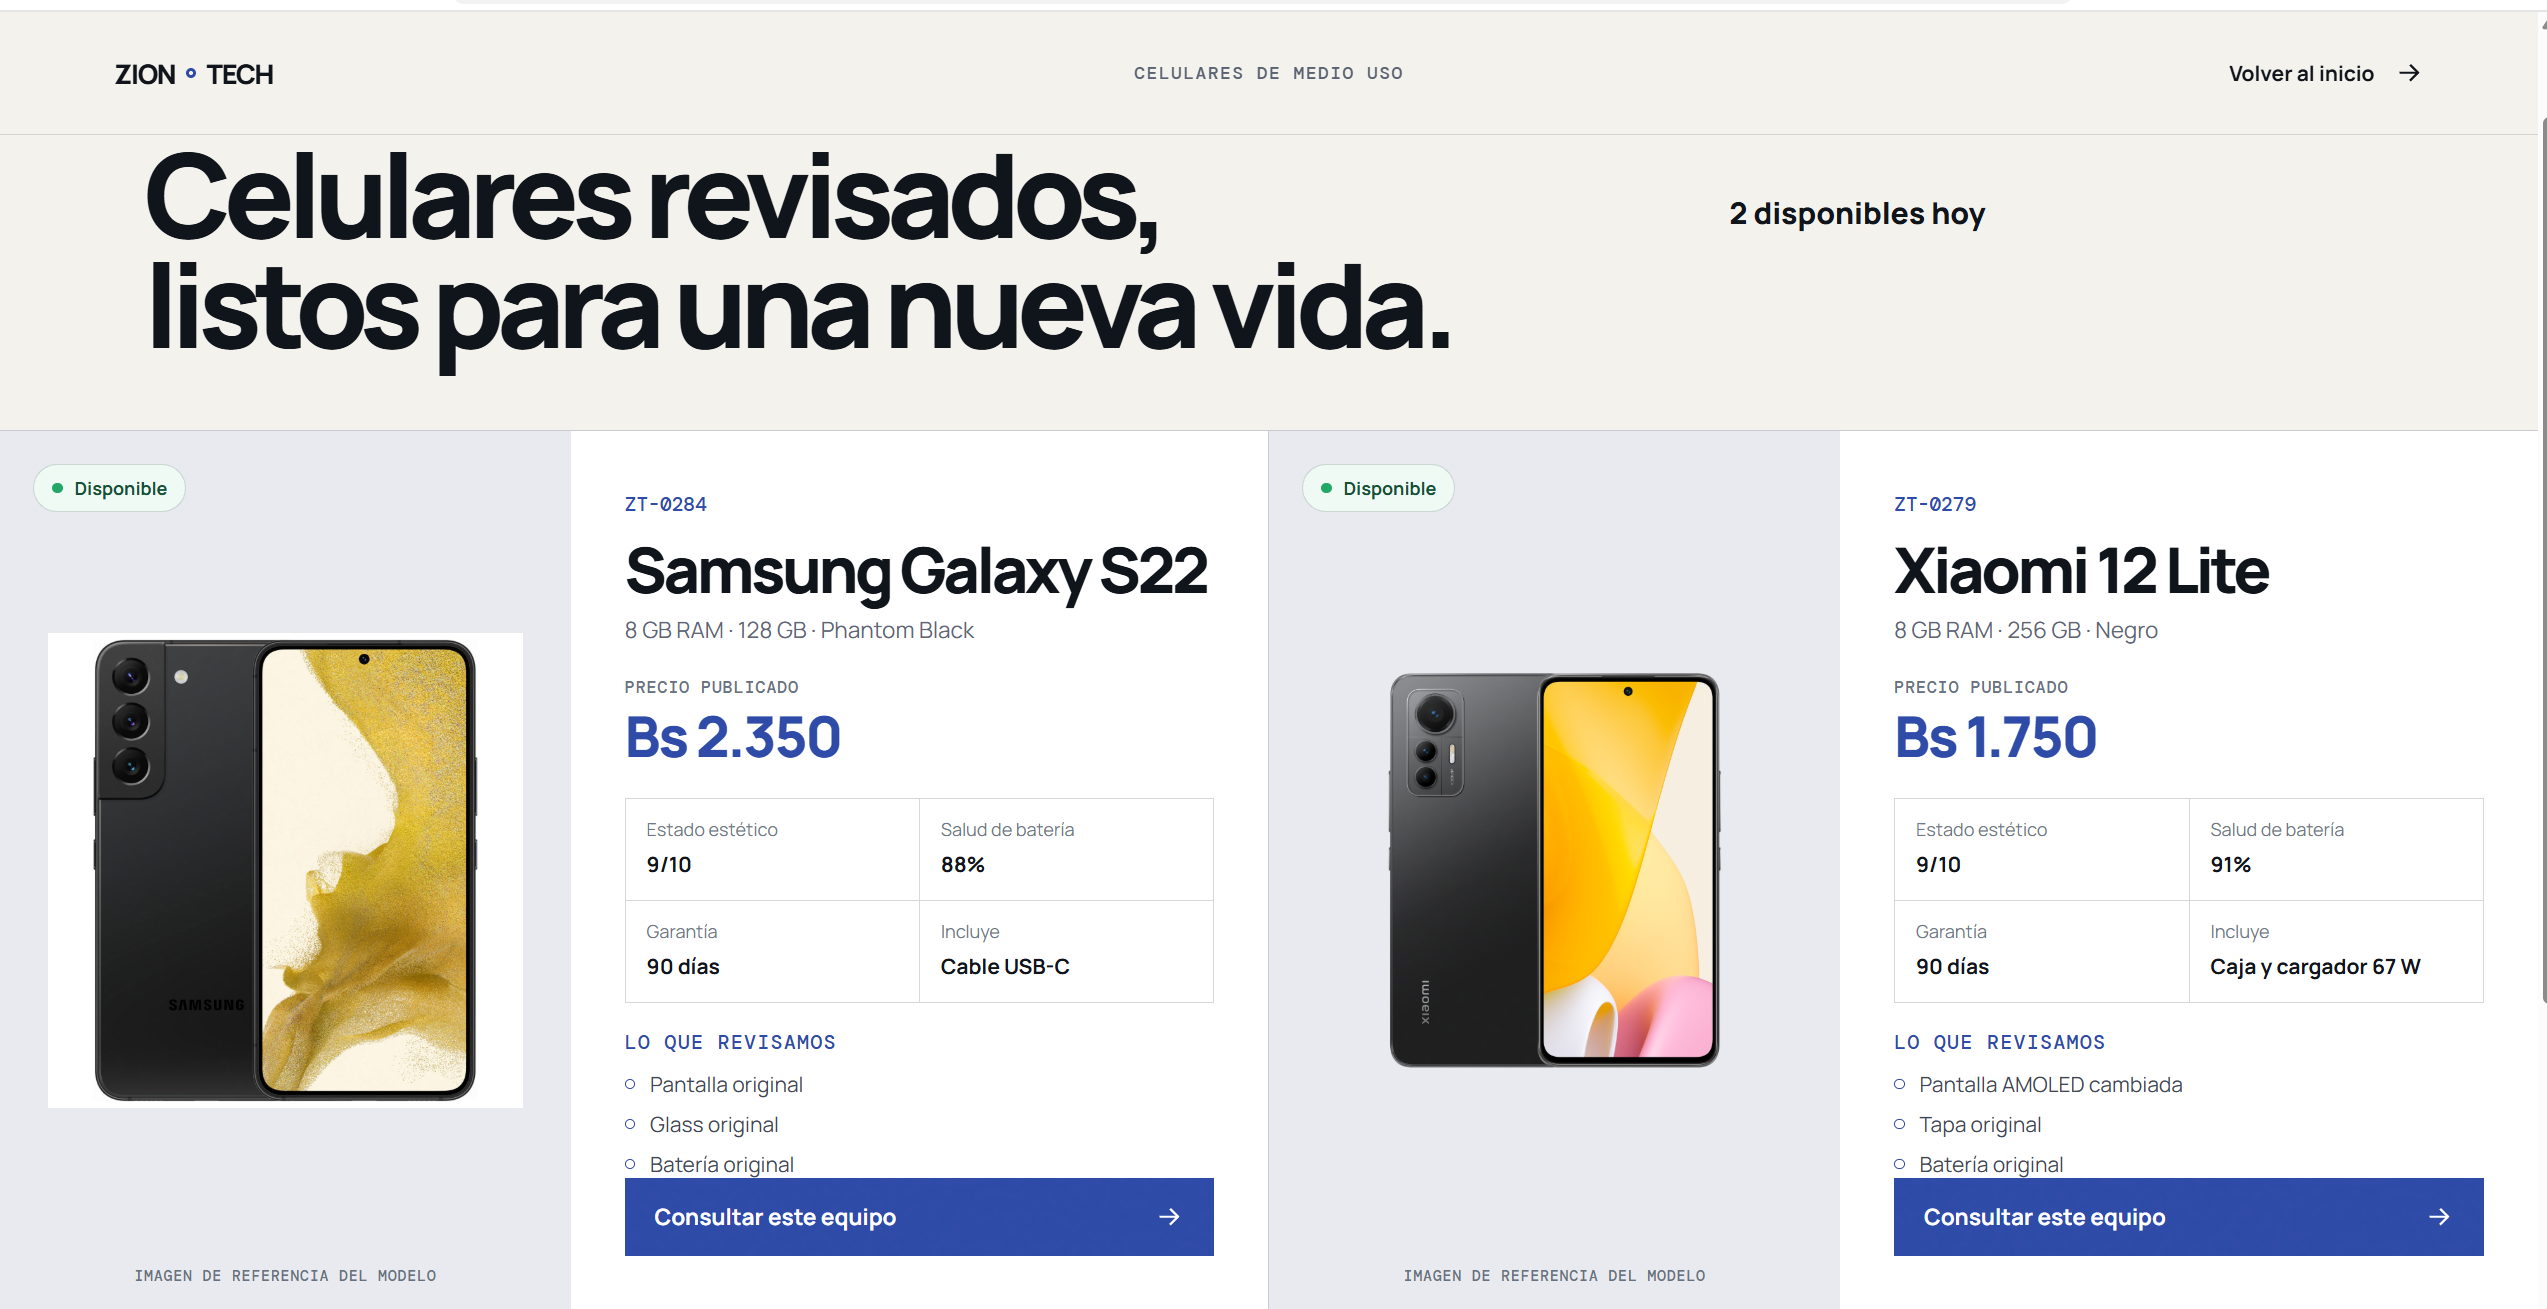 ZION TECH
CELULARES DE MEDIO USO
Volver al inicio →
Celulares revisados,
listos para una nueva vida.
2 disponibles hoy
Disponible
SAMSUNG
IMAGEN DE REFERENCIA DEL MODELO
ZT-0284
Samsung Galaxy S22
8 GB RAM · 128 GB · Phantom Black
PRECIO PUBLICADO
Bs 2.350
Estado estético
9/10
Salud de batería
88%
Garantía
90 días
Incluye
Cable USB-C
LO QUE REVISAMOS
Pantalla original
Glass original
Batería original
Consultar este equipo →
Disponible
XIAOMI
IMAGEN DE REFERENCIA DEL MODELO
ZT-0279
Xiaomi 12 Lite
8 GB RAM · 256 GB · Negro
PRECIO PUBLICADO
Bs 1.750
Estado estético
9/10
Salud de batería
91%
Garantía
90 días
Incluye
Caja y cargador 67 W
LO QUE REVISAMOS
Pantalla AMOLED cambiada
Tapa original
Batería original
Consultar este equipo →